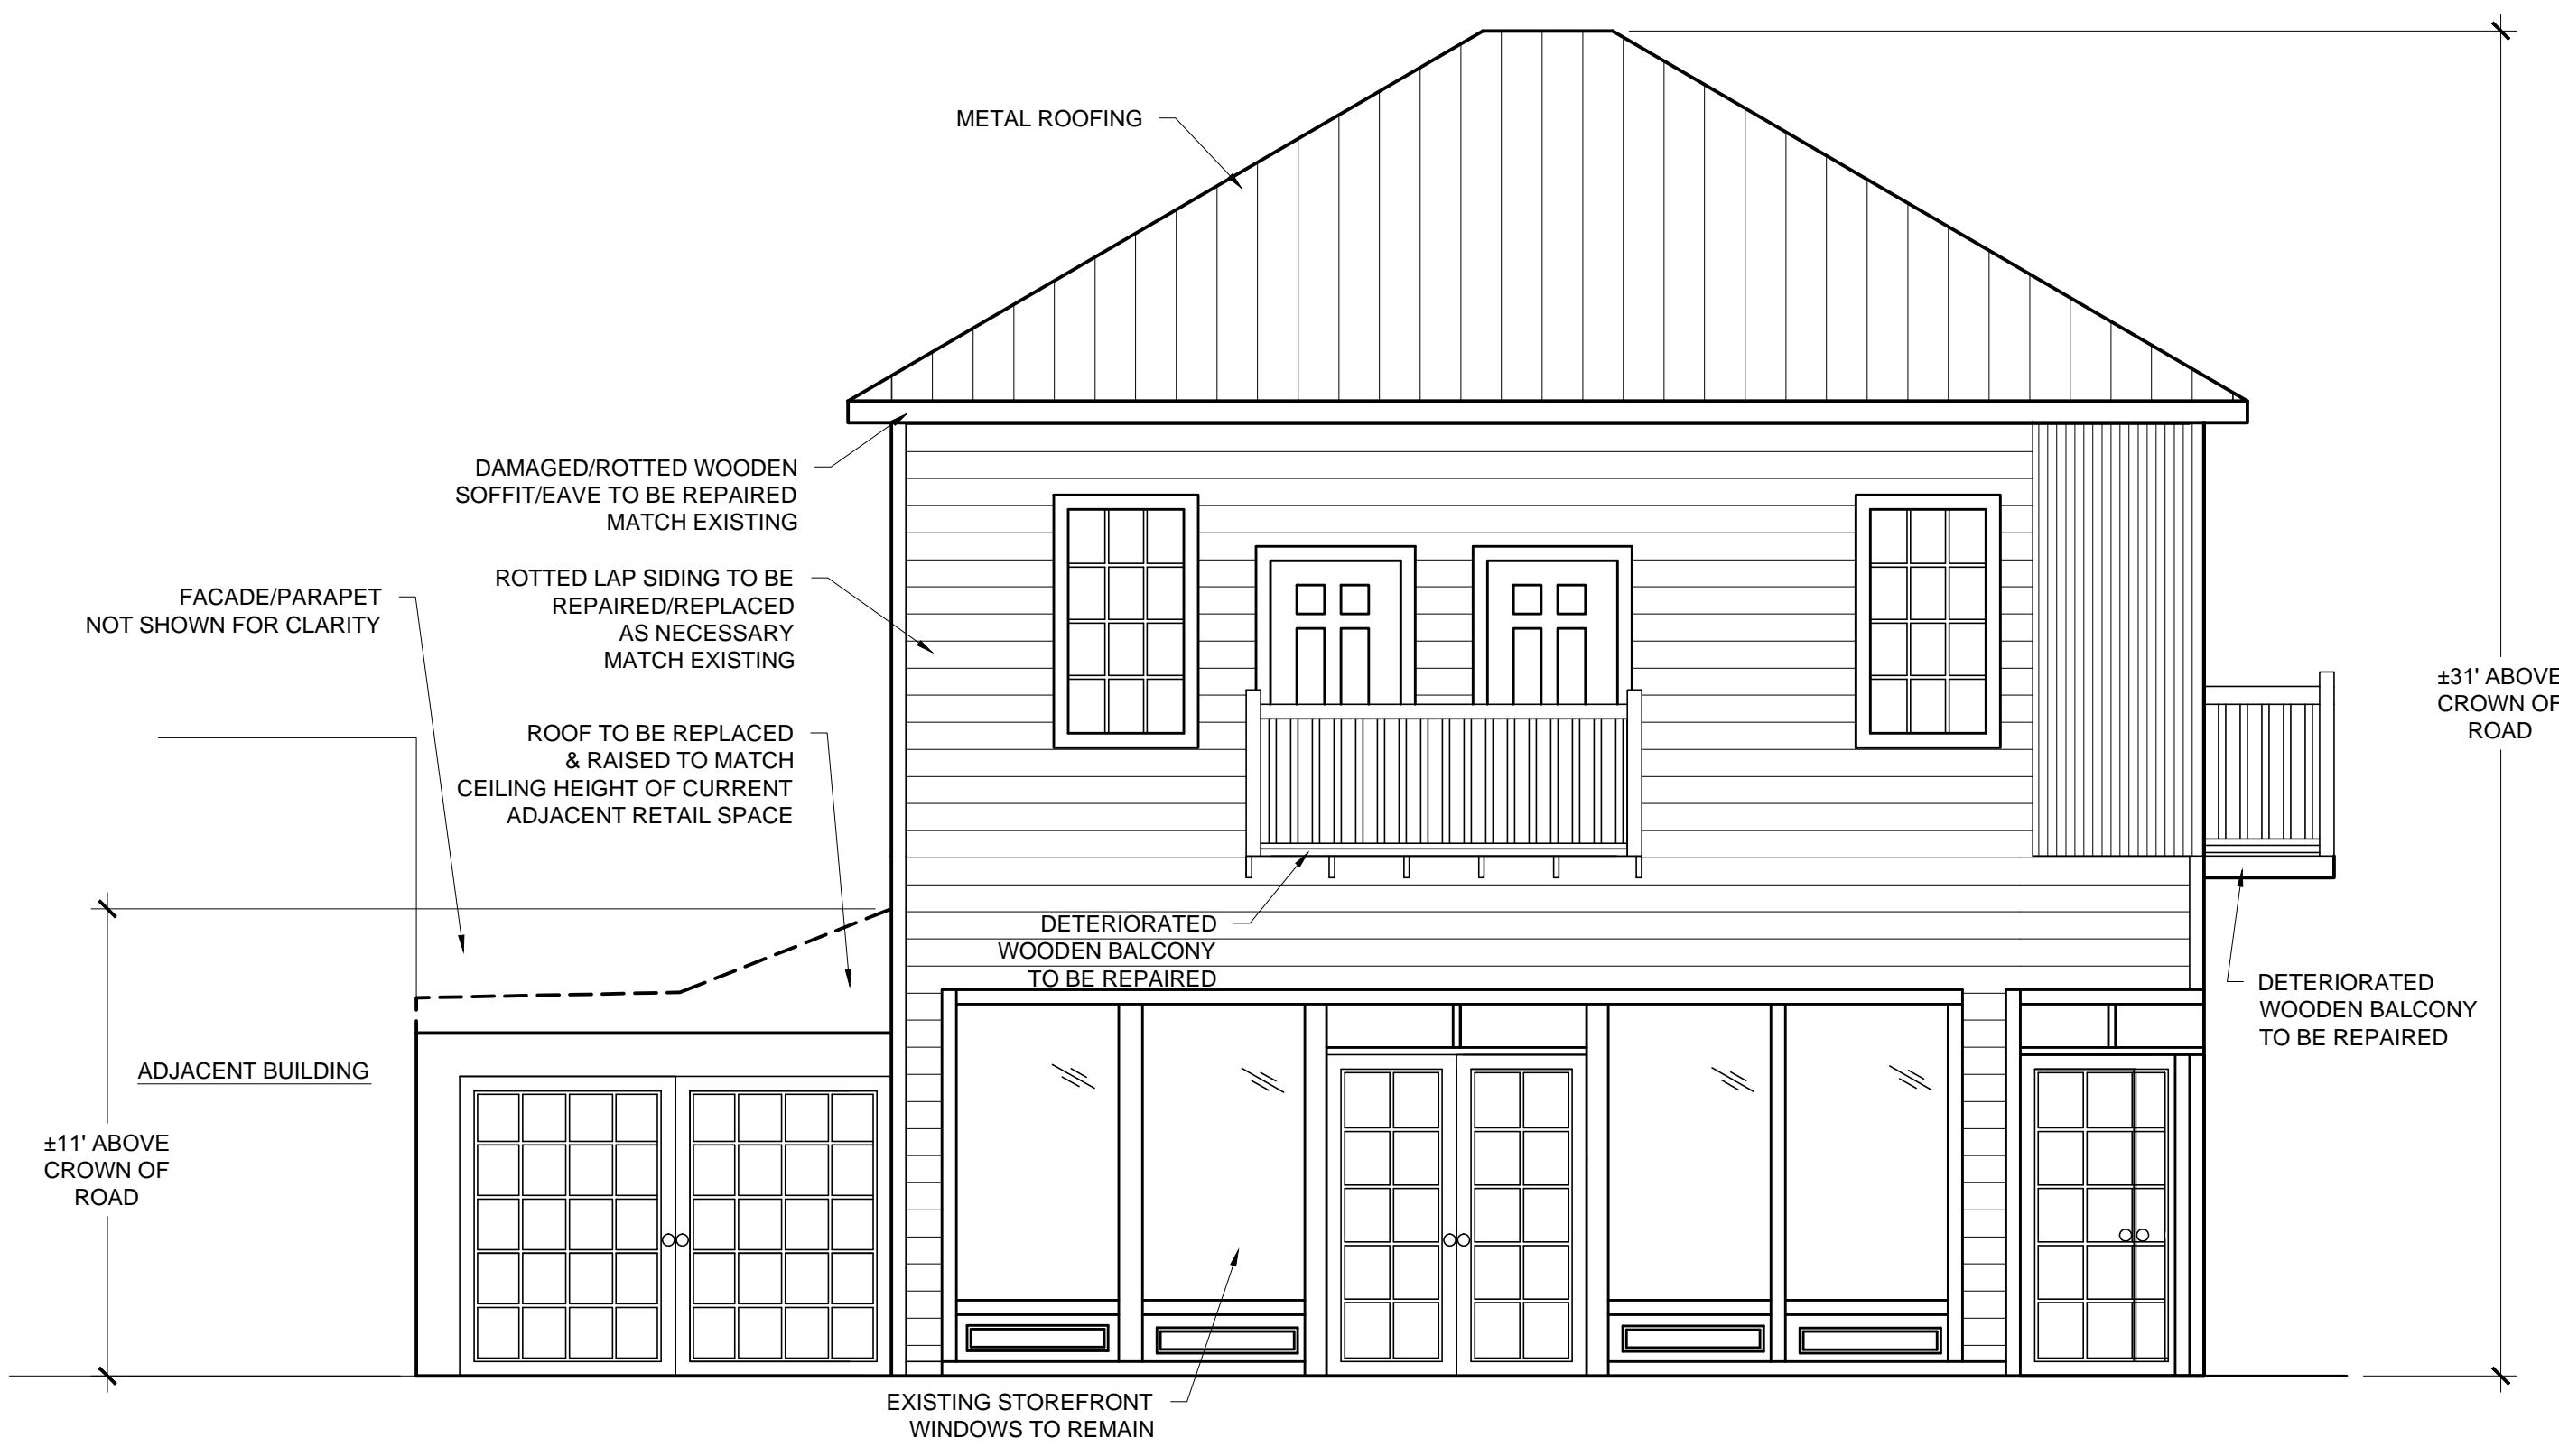 METAL ROOFING
DAMAGED/ROTTED WOODEN
SOFFIT/EAVE TO BE REPAIRED
MATCH EXISTING
ROTTED LAP SIDING TO BE
REPAIRED/REPLACED
AS NECESSARY
MATCH EXISTING
FACADE/PARAPET
NOT SHOWN FOR CLARITY
ROOF TO BE REPLACED
& RAISED TO MATCH
CEILING HEIGHT OF CURRENT
ADJACENT RETAIL SPACE
±31' ABOVE
CROWN OF
ROAD
DETERIORATED
WOODEN BALCONY
TO BE REPAIRED
DETERIORATED
WOODEN BALCONY
TO BE REPAIRED
ADJACENT BUILDING
±11' ABOVE
CROWN OF
ROAD
EXISTING STOREFRONT
WINDOWS TO REMAIN